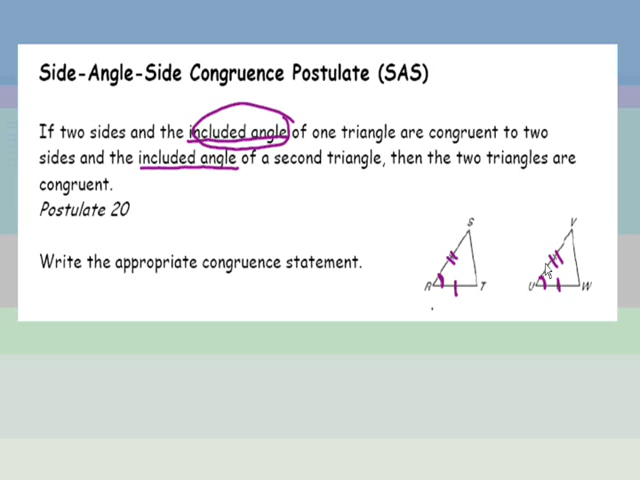 Side-Angle-Side Congruence Postulate (SAS)
If two sides and the included angle of one triangle are congruent to two
sides and the included angle of a second triangle, then the two triangles are
congruent.
Postulate 20
Write the appropriate congruence statement.
S V
R T U W